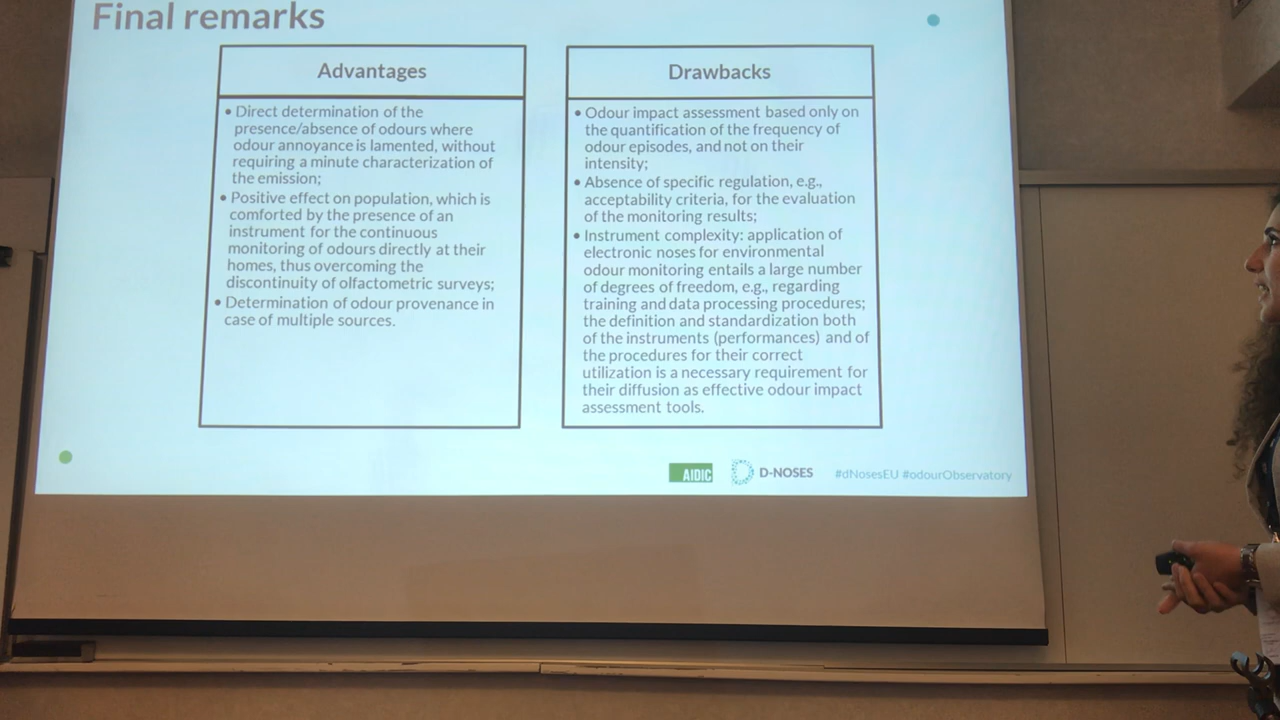 Final remarks
Advantages
• Direct determination of the
presence/absence of odours where
odour annoyance is lamented, without
requiring a minute characterization of
the emission;
• Positive effect on population, which is
comforted by the presence of an
instrument for the continuous
monitoring of odours directly at their
homes, thus overcoming the
discontinuity of olfactometric surveys;
• Determination of odour provenance in
case of multiple sources.
Drawbacks
• Odour impact assessment based only on
the quantification of the frequency of
odour episodes, and not on their
intensity;
• Absence of specific regulation, e.g.,
acceptability criteria, for the evaluation
of the monitoring results;
• Instrument complexity: application of
electronic noses for environmental
odour monitoring entails a large number
of degrees of freedom, e.g., regarding
training and data processing procedures;
the definition and standardization both
of the instruments (performances) and of
the procedures for their correct
utilization is a necessary requirement for
their diffusion as effective odour impact
assessment tools.
AIDIC
D-NOSES
#dNosesEU #odourObservatory